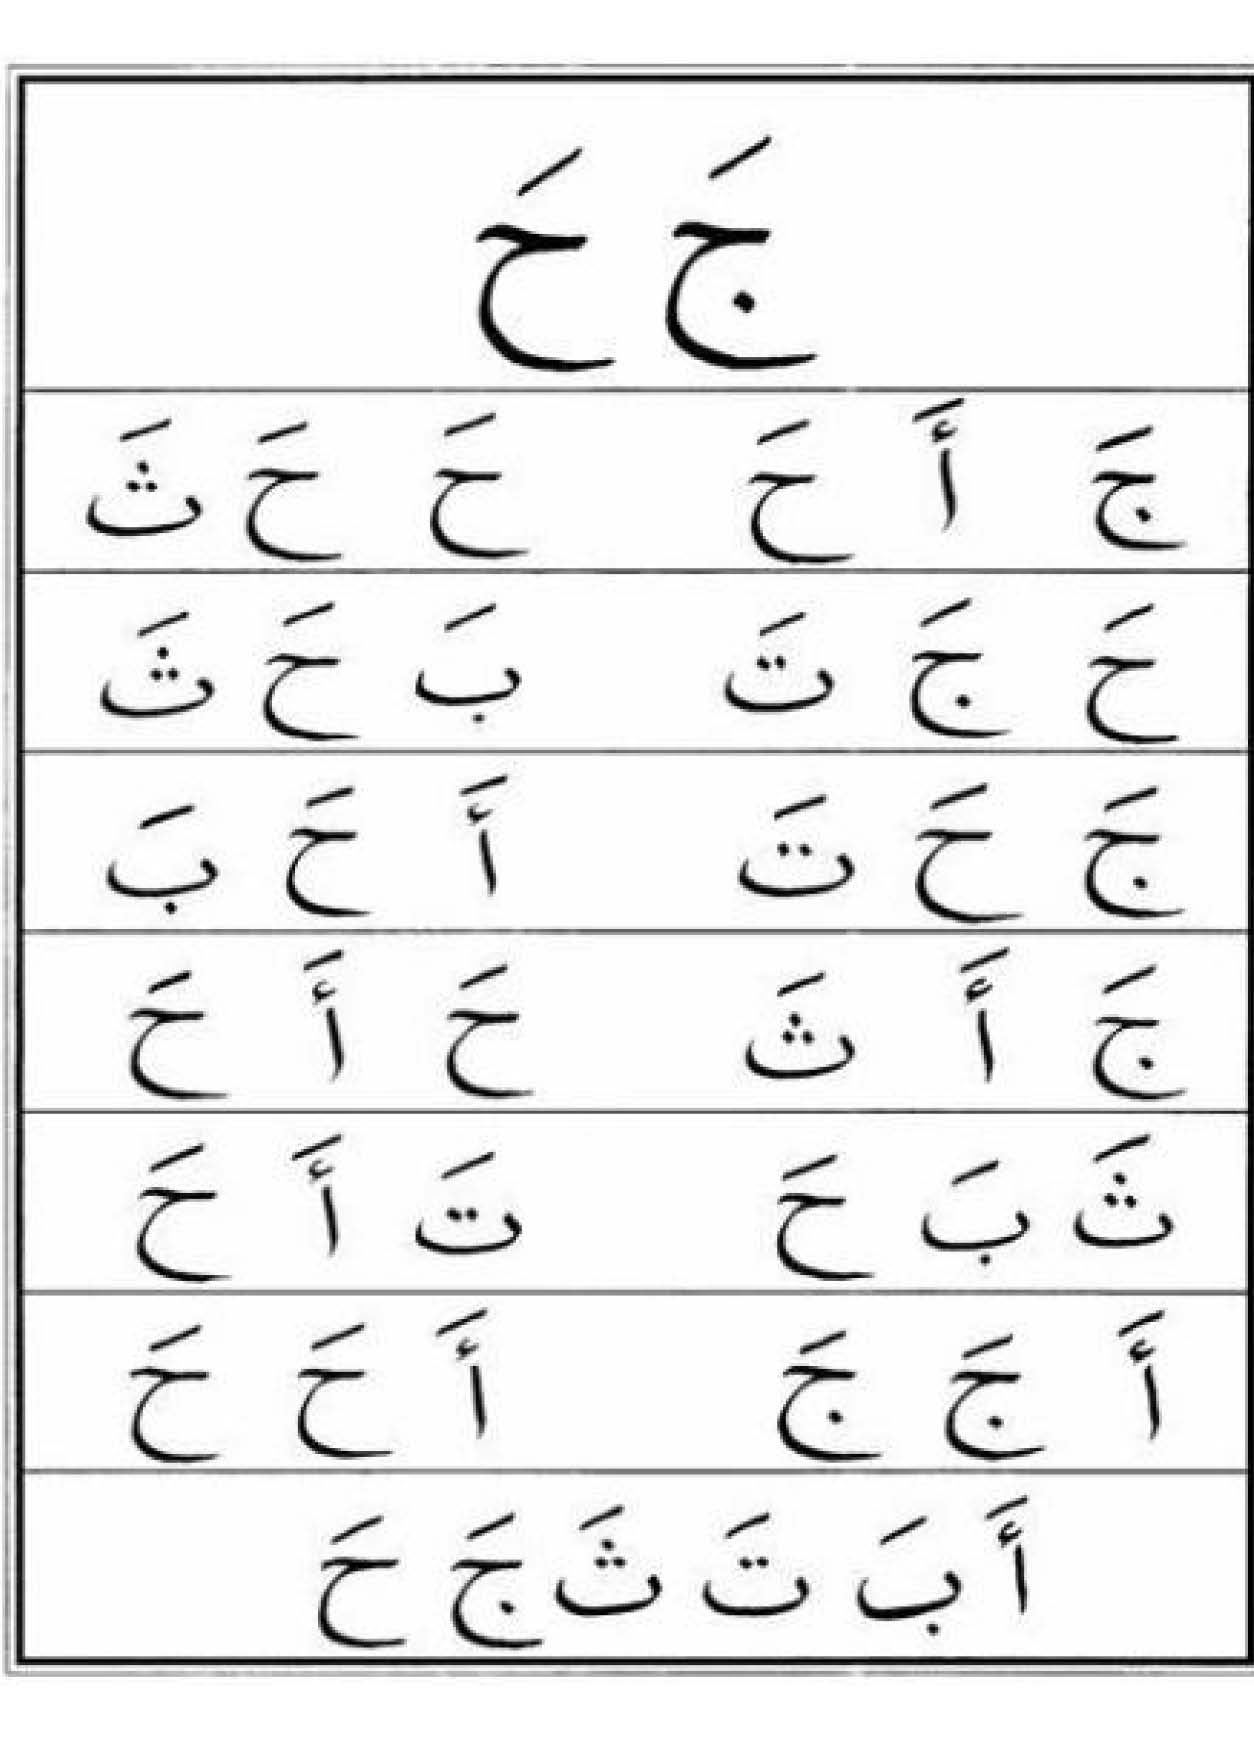 جَ حَ
جَ أَ حَ حَ حَ ثَ
حَ جَ تَ بَ حَ ثَ
جَ حَ تَ أَ حَ بَ
جَ أَ ثَ حَ أَ حَ
ثَ بَ حَ تَ أَ حَ
أَ جَ جَ أَ حَ حَ
أَ بَ تَ ثَ جَ حَ